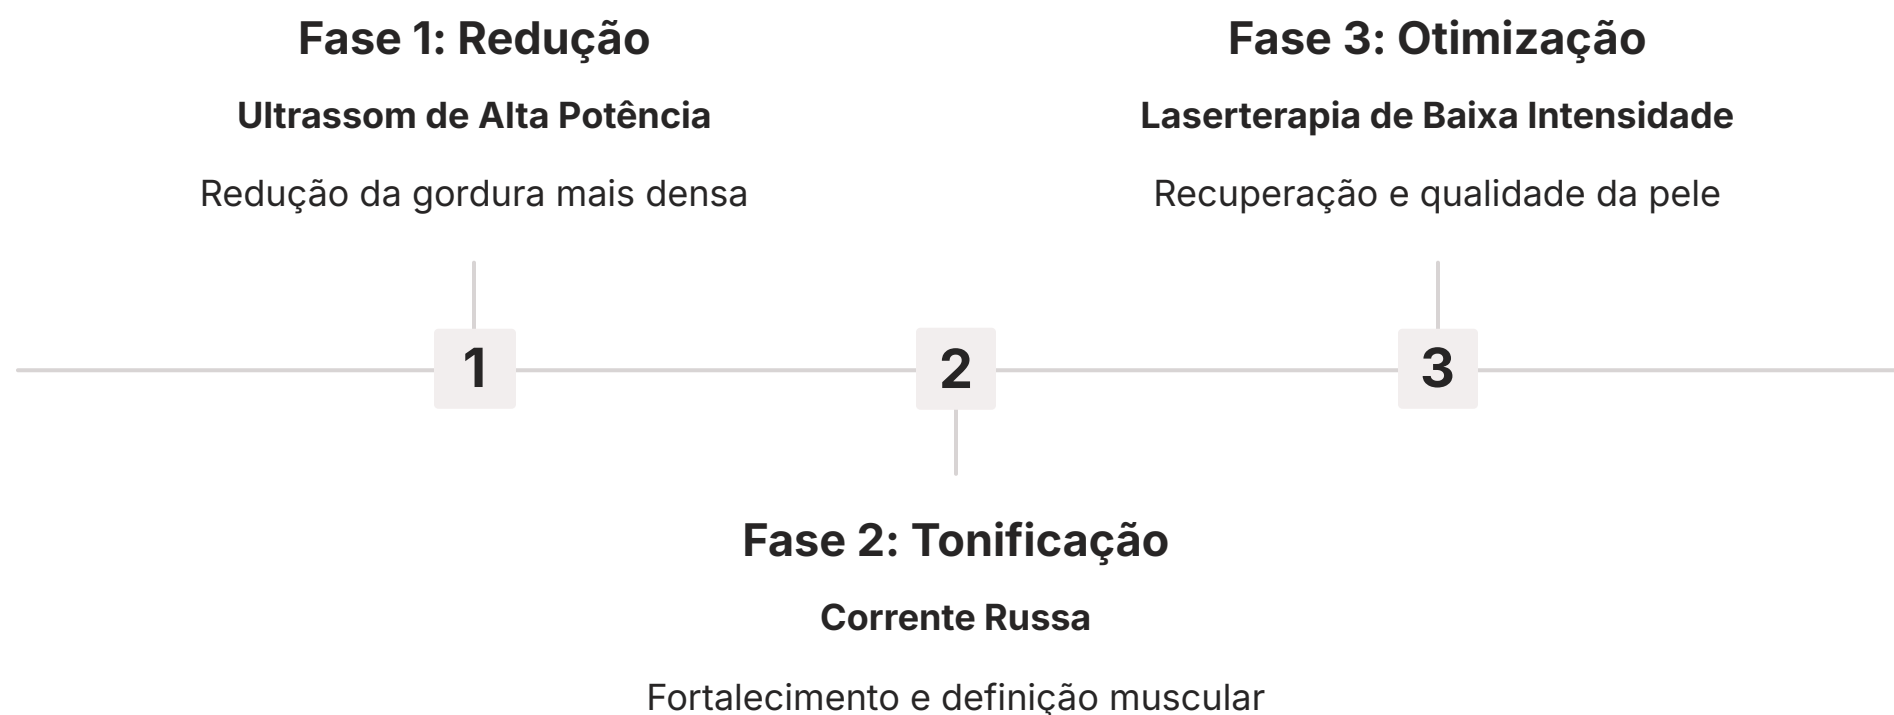 Fase 1: Redução
Ultrassom de Alta Potência
Redução da gordura mais densa
Fase 3: Otimização
Laserterapia de Baixa Intensidade
Recuperação e qualidade da pele
1
2
3
Fase 2: Tonificação
Corrente Russa
Fortalecimento e definição muscular